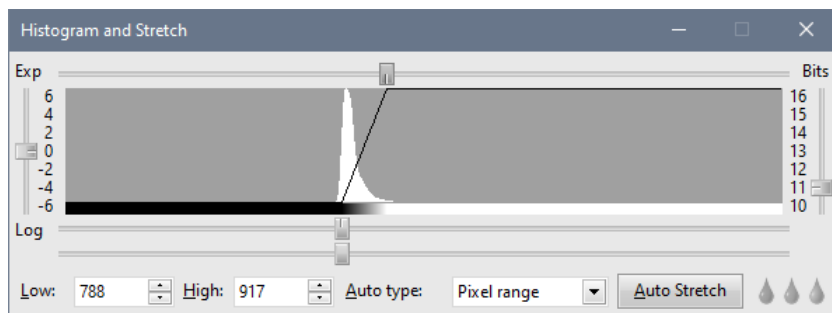 Histogram and Stretch
Exp
Bits
6
4
2
0
-2
-4
-6
16
15
14
13
12
11
10
Log
Low: 788 High: 917 Auto type: Pixel range Auto Stretch